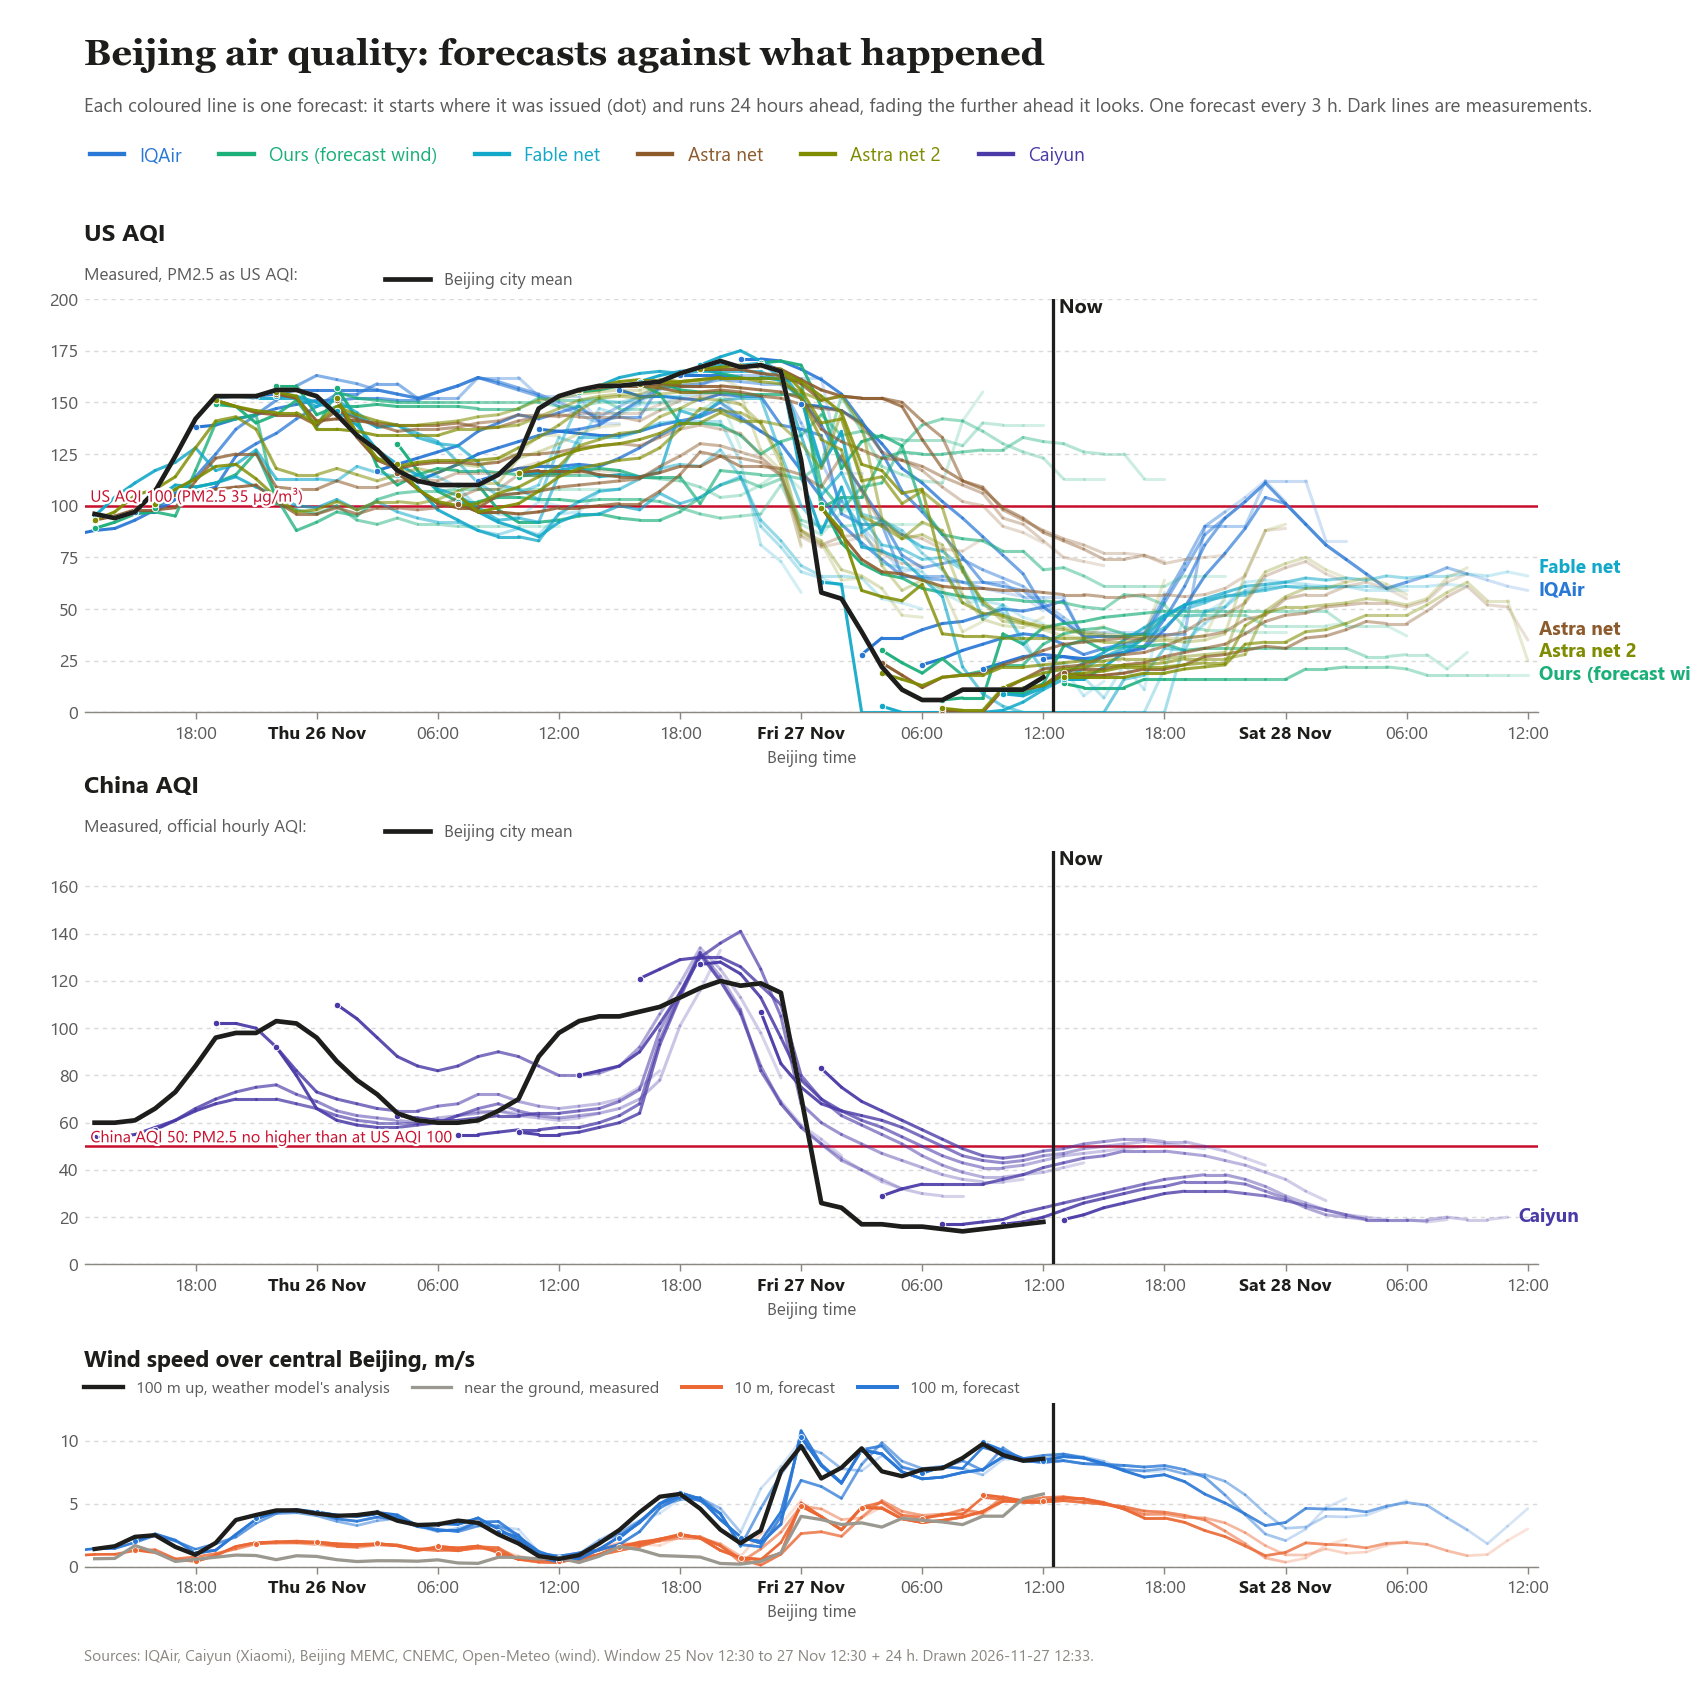 Beijing air quality: forecasts against what happened
Each coloured line is one forecast: it starts where it was issued (dot) and runs 24 hours ahead, fading the further ahead it looks. One forecast every 3 h. Dark lines are measurements.
IQAir Ours (forecast wind) Fable net Astra net Astra net 2 Caiyun
US AQI
Measured, PM2.5 as US AQI: Beijing city mean
200
Now
175
150
125
US AQI 100 (PM2.5 35 µg/m³)
100
75
Fable net
IQAir
50
Astra net
Astra net 2
25
Ours (forecast wi
0
18:00 Thu 26 Nov 06:00 12:00 18:00 Fri 27 Nov 06:00 12:00 18:00 Sat 28 Nov 06:00 12:00
Beijing time
China AQI
Measured, official hourly AQI: Beijing city mean
Now
160
140
120
100
80
60
China AQI 50: PM2.5 no higher than at US AQI 100
40
20
Caiyun
0
18:00 Thu 26 Nov 06:00 12:00 18:00 Fri 27 Nov 06:00 12:00 18:00 Sat 28 Nov 06:00 12:00
Beijing time
Wind speed over central Beijing, m/s
100 m up, weather model's analysis near the ground, measured 10 m, forecast 100 m, forecast
10
5
0
18:00 Thu 26 Nov 06:00 12:00 18:00 Fri 27 Nov 06:00 12:00 18:00 Sat 28 Nov 06:00 12:00
Beijing time
Sources: IQAir, Caiyun (Xiaomi), Beijing MEMC, CNEMC, Open-Meteo (wind). Window 25 Nov 12:30 to 27 Nov 12:30 + 24 h. Drawn 2026-11-27 12:33.